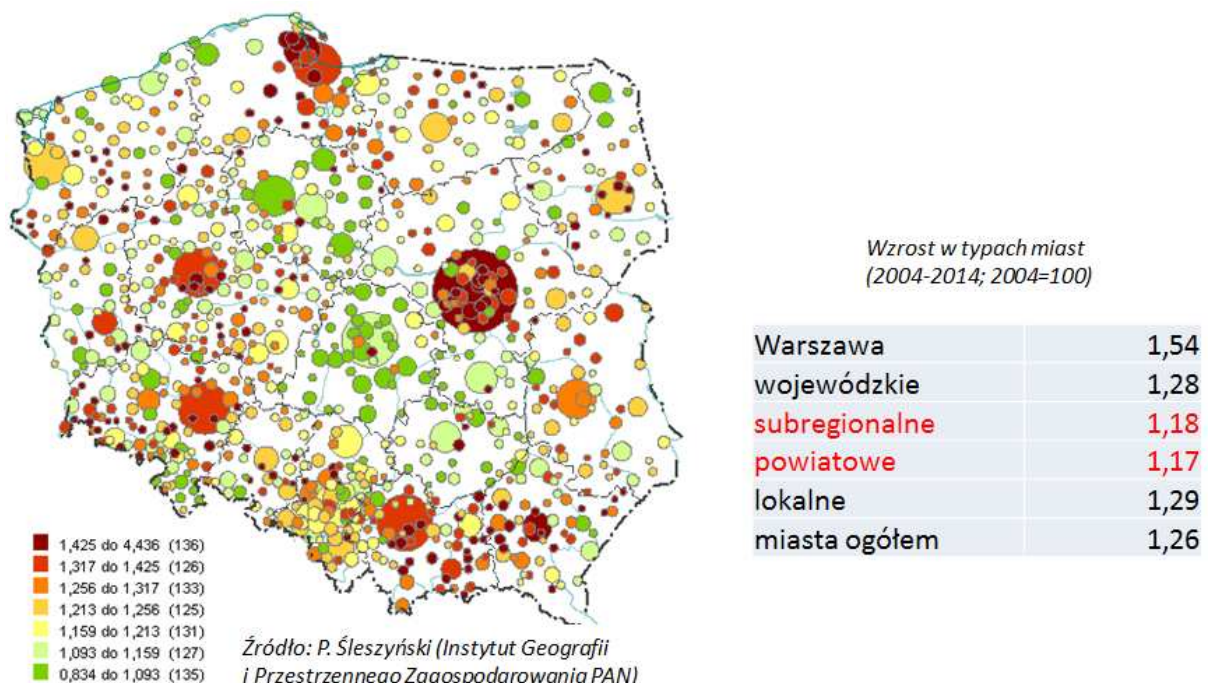 Wzrost w typach miast
(2004-2014; 2004=100)
Warszawa 1,54
wojewódzkie 1,28
subregionalne 1,18
powiatowe 1,17
lokalne 1,29
miasta ogółem 1,26
1,425 do 4,436 (136)
1,317 do 1,425 (126)
1,256 do 1,317 (133)
1,213 do 1,256 (125)
1,159 do 1,213 (131)
1,093 do 1,159 (127)
0,834 do 1,093 (135)
Źródło: P. Śleszyński (Instytut Geografii
i Przestrzennego Zagospodarowania PAN)